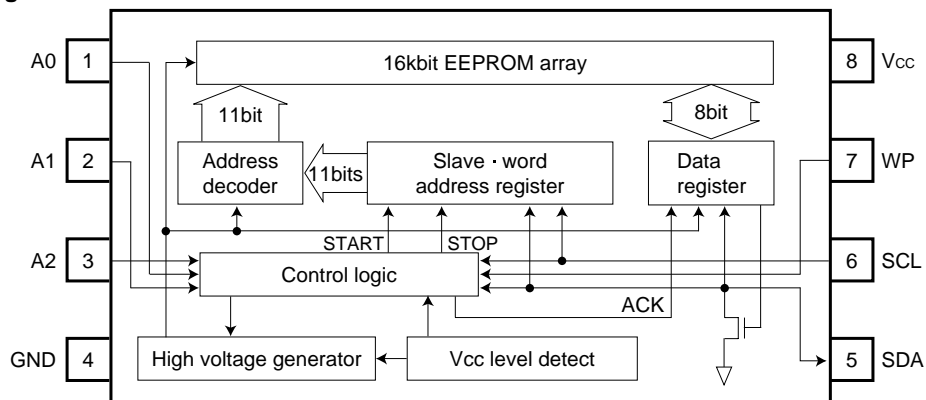 A0 1 16kbit EEPROM array 8 Vcc
11bit 8bit
A1 2 Address decoder 11bits Slave · word address register Data register 7 WP
START STOP
A2 3 Control logic 6 SCL
ACK
GND 4 High voltage generator Vcc level detect 5 SDA